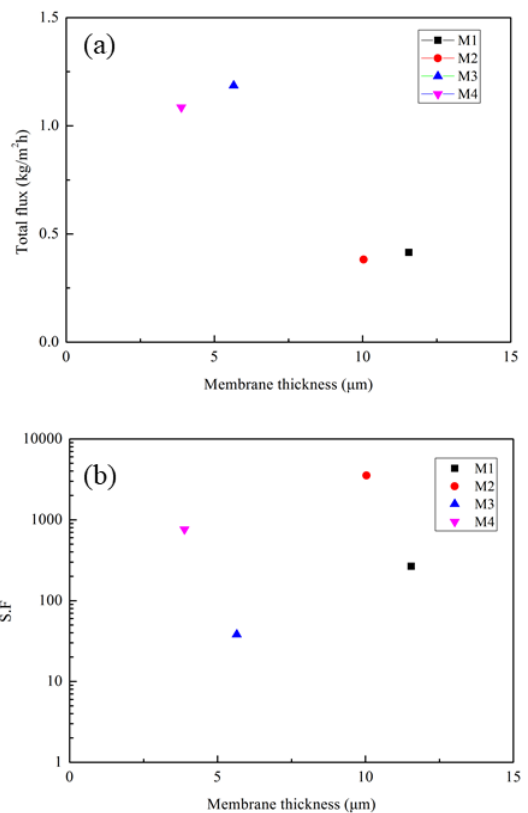 (a)
1.5
1.0
0.5
0.0
Total flux (kg/m²h)
M1
M2
M3
M4
0 5 10 15
Membrane thickness (μm)
(b)
10000
1000
100
10
1
S.F
M1
M2
M3
M4
0 5 10 15
Membrane thickness (μm)